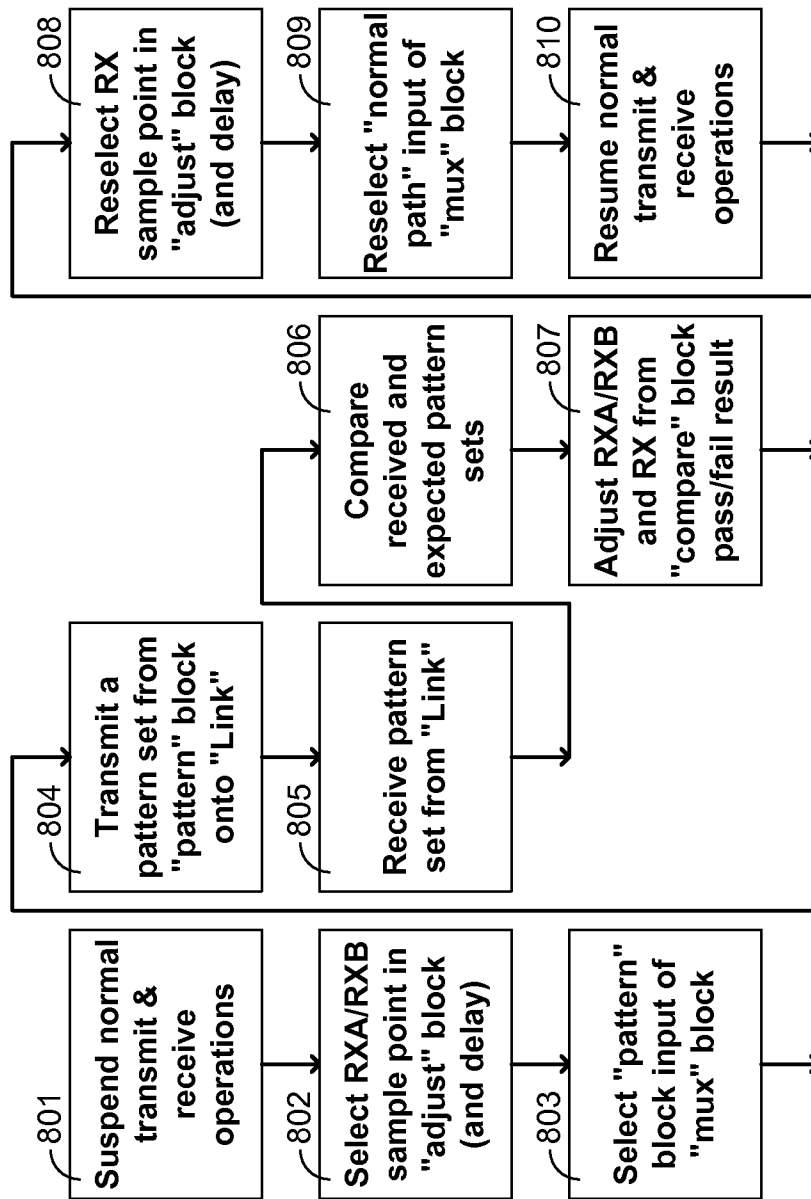 801
Suspend normal
transmit &
receive
operations
802
Select RXA/RXB
sample point in
"adjust" block
(and delay)
803
Select "pattern"
block input of
"mux" block
804
Transmit a
pattern set from
"pattern" block
onto "Link"
805
Receive pattern
set from "Link"
806
Compare
received and
expected pattern
sets
807
Adjust RXA/RXB
and RX from
"compare" block
pass/fail result
808
Reselect RX
sample point in
"adjust" block
(and delay)
809
Reselect "normal
path" input of
"mux" block
810
Resume normal
transmit &
receive
operations